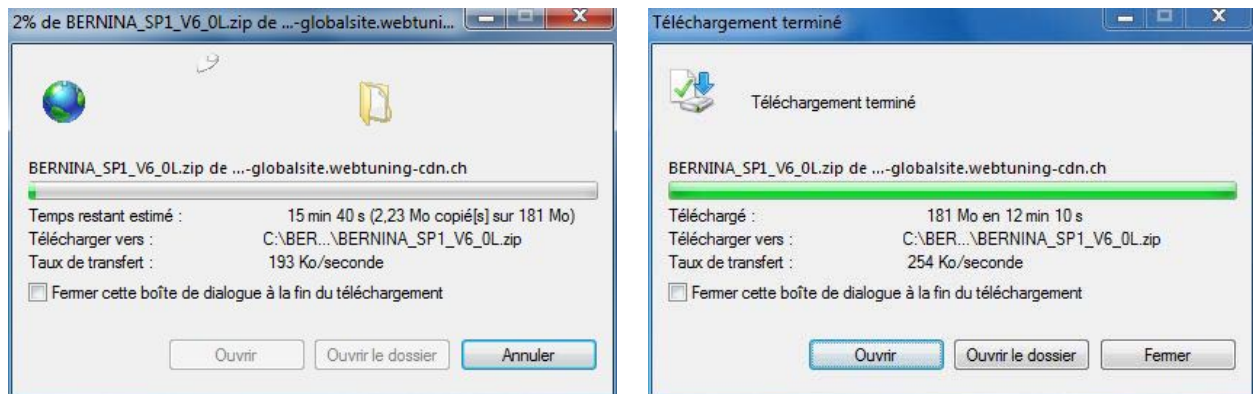 2% de BERNINA_SP1_V6_0L.zip de ...-globalsite.webtuni...
BERNINA_SP1_V6_0L.zip de ...-globalsite.webtuning-cdn.ch
Temps restant estimé : 15 min 40 s (2,23 Mo copié[s] sur 181 Mo)
Télécharger vers : C:\BER...\BERNINA_SP1_V6_0L.zip
Taux de transfert : 193 Ko/seconde
Fermer cette boîte de dialogue à la fin du téléchargement
Ouvrir
Ouvrir le dossier
Annuler
Téléchargement terminé
Téléchargement terminé
BERNINA_SP1_V6_0L.zip de ...-globalsite.webtuning-cdn.ch
Téléchargé : 181 Mo en 12 min 10 s
Télécharger vers : C:\BER...\BERNINA_SP1_V6_0L.zip
Taux de transfert : 254 Ko/seconde
Fermer cette boîte de dialogue à la fin du téléchargement
Ouvrir
Ouvrir le dossier
Fermer